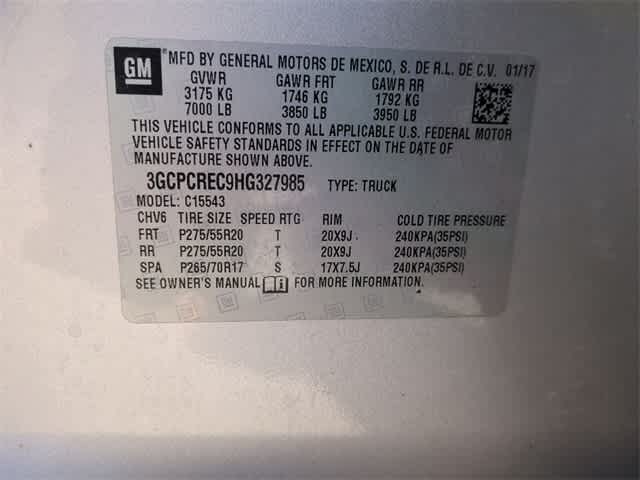 GM MFD BY GENERAL MOTORS DE MEXICO, S. DE R.L. DE C.V. 01/17
GVWR GAWR FRT GAWR RR
3175 KG 1746 KG 1792 KG
7000 LB 3850 LB 3950 LB
THIS VEHICLE CONFORMS TO ALL APPLICABLE U.S. FEDERAL MOTOR
VEHICLE SAFETY STANDARDS IN EFFECT ON THE DATE OF
MANUFACTURE SHOWN ABOVE.
3GCPCREC9HG327985 TYPE: TRUCK
MODEL: C15543
CHV6 TIRE SIZE SPEED RTG RIM COLD TIRE PRESSURE
FRT P275/55R20 T 20X9J 240KPA(35PSI)
RR P275/55R20 T 20X9J 240KPA(35PSI)
SPA P265/70R17 S 17X7.5J 240KPA(35PSI)
SEE OWNER'S MANUAL FOR MORE INFORMATION.